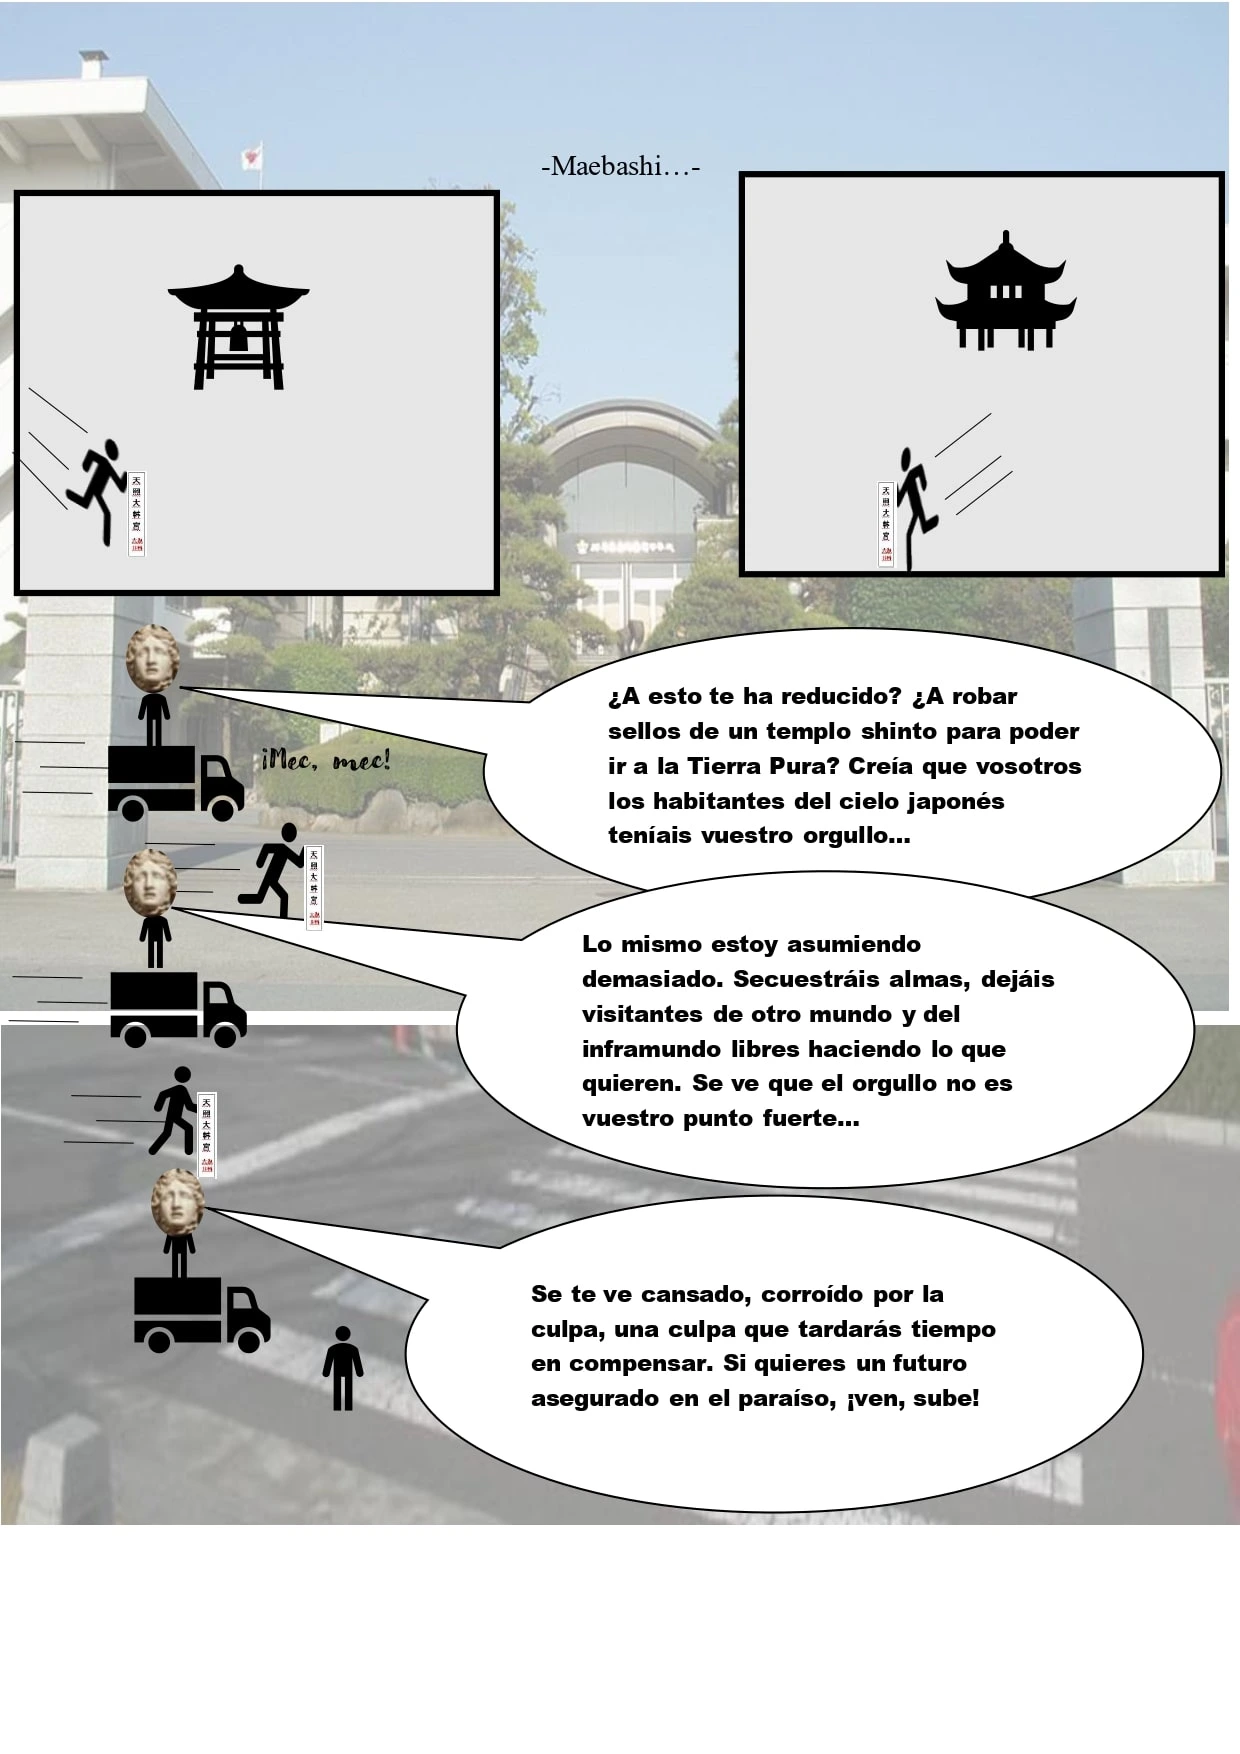 -Maebashi...-
天
照
大
神
宮
天
照
大
神
宮
¿A esto te ha reducido? ¿A robar
sellos de un templo shinto para poder
ir a la Tierra Pura? Creía que vosotros
los habitantes del cielo japonés
teníais vuestro orgullo...
¡Mec, mec!
天
照
大
神
宮
Lo mismo estoy asumiendo
demasiado. Secuestráis almas, dejáis
visitantes de otro mundo y del
inframundo libres haciendo lo que
quieren. Se ve que el orgullo no es
vuestro punto fuerte...
天
照
大
神
宮
Se te ve cansado, corroído por la
culpa, una culpa que tardarás tiempo
en compensar. Si quieres un futuro
asegurado en el paraíso, ¡ven, sube!